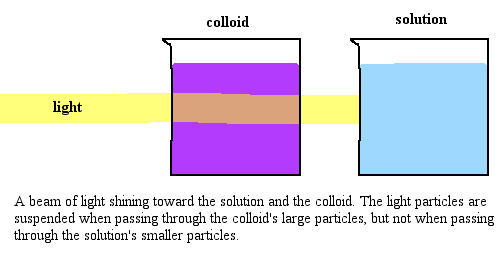 colloid
solution
light
A beam of light shining toward the solution and the colloid. The light particles are
suspended when passing through the colloid's large particles, but not when passing
through the solution's smaller particles.